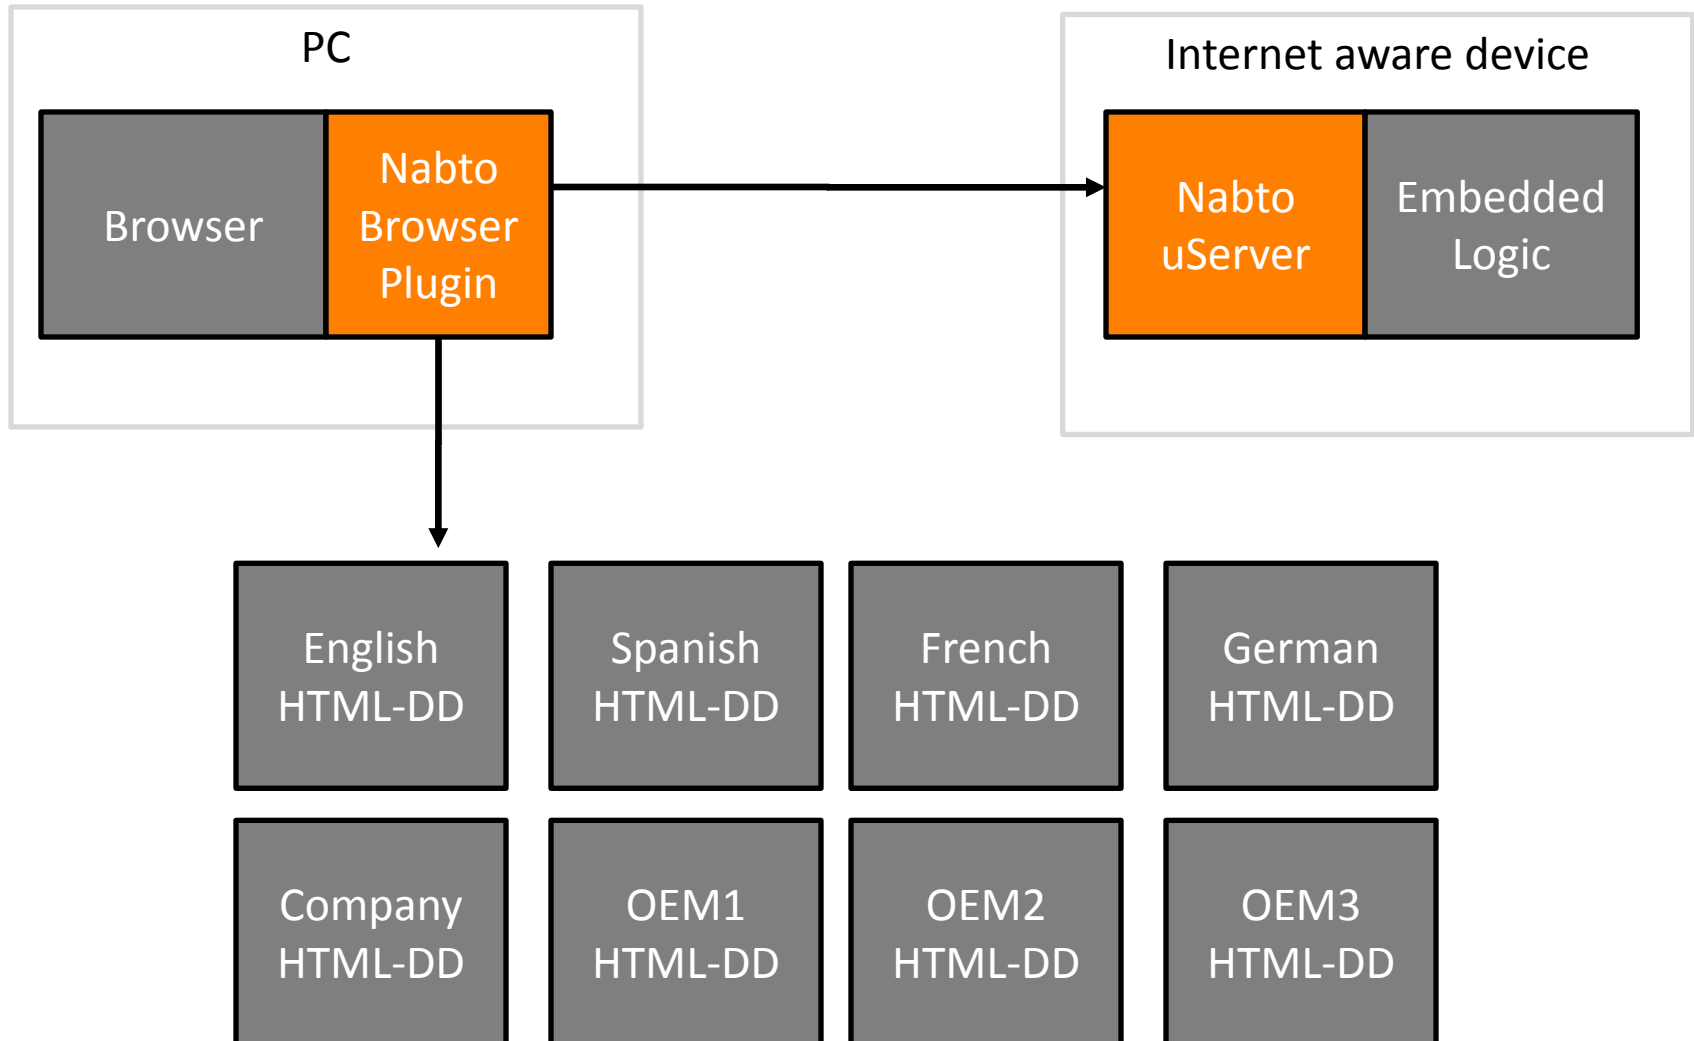 PC
Internet aware device
Browser
Nabto
Browser
Plugin
Nabto
uServer
Embedded
Logic
English
HTML-DD
Spanish
HTML-DD
French
HTML-DD
German
HTML-DD
Company
HTML-DD
OEM1
HTML-DD
OEM2
HTML-DD
OEM3
HTML-DD